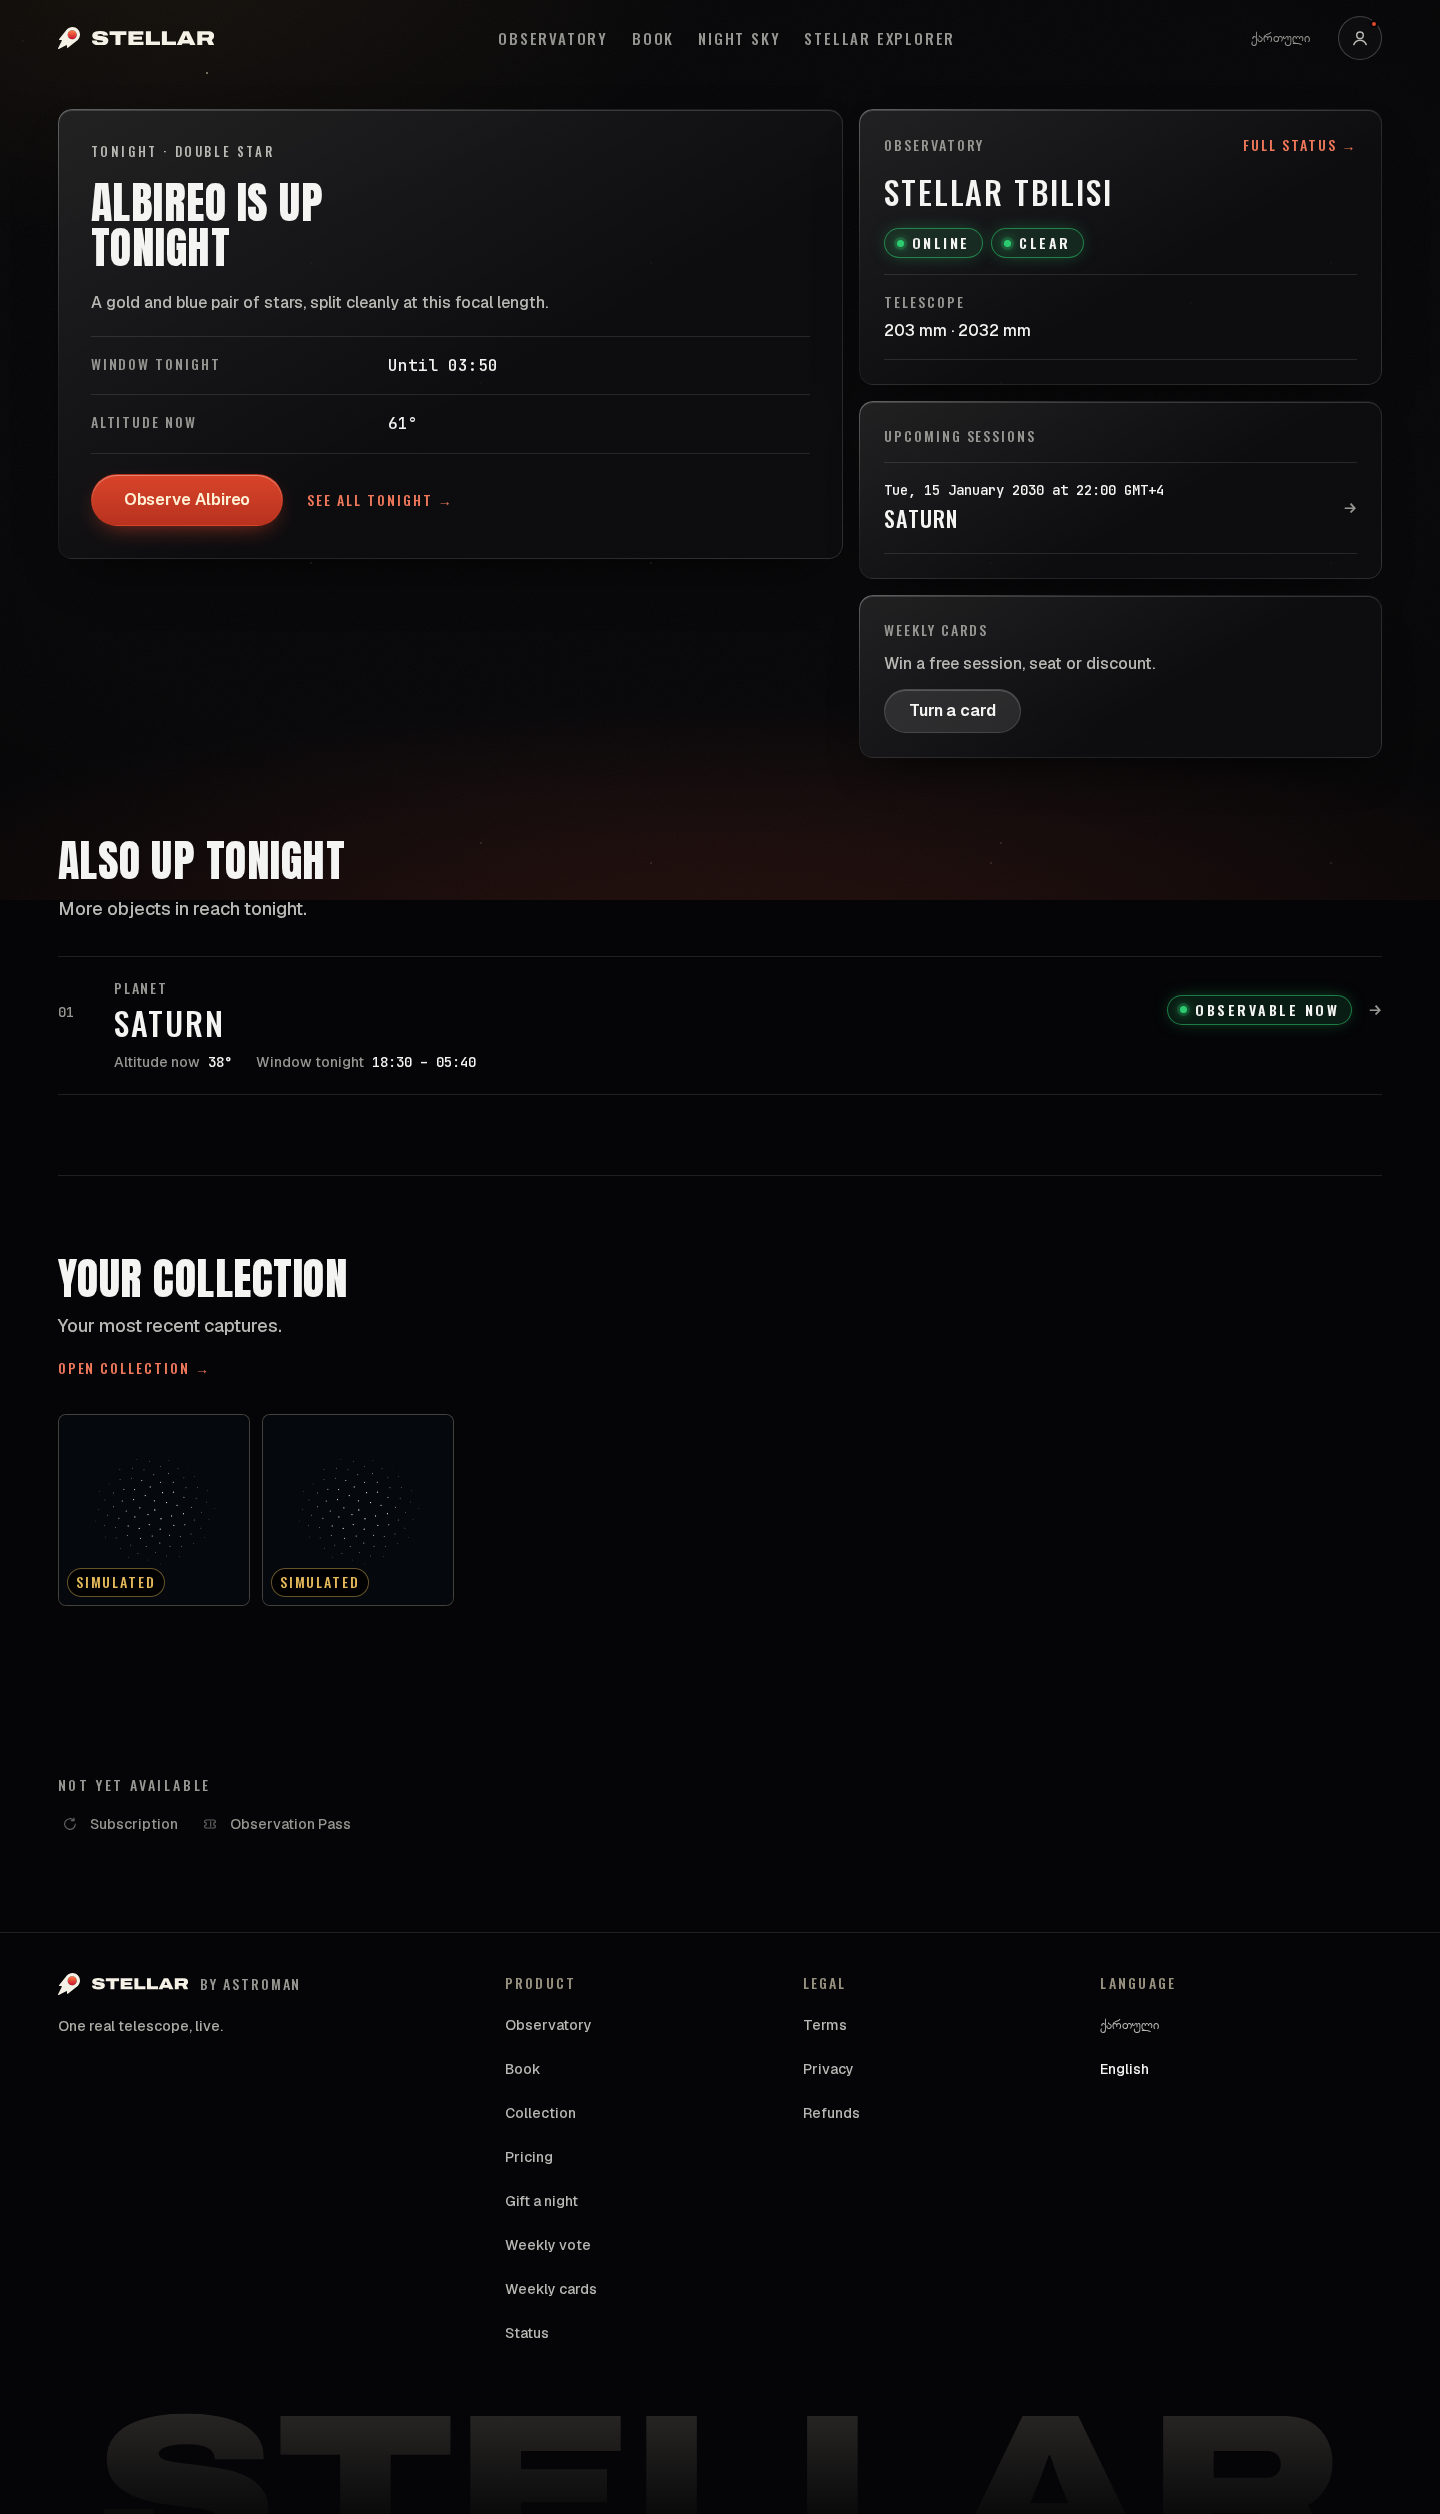 STELLAR
OBSERVATORY
BOOK
NIGHT SKY
STELLAR EXPLORER
ქართული
TONIGHT · DOUBLE STAR
ALBIREO IS UP
TONIGHT
A gold and blue pair of stars, split cleanly at this focal length.
WINDOW TONIGHT
Until 03:50
ALTITUDE NOW
61°
Observe Albireo
SEE ALL TONIGHT →
OBSERVATORY
FULL STATUS →
STELLAR TBILISI
ONLINE
CLEAR
TELESCOPE
203 mm · 2032 mm
UPCOMING SESSIONS
Tue, 15 January 2030 at 22:00 GMT+4
SATURN
WEEKLY CARDS
Win a free session, seat or discount.
Turn a card
ALSO UP TONIGHT
More objects in reach tonight.
01
PLANET
SATURN
Altitude now 38° Window tonight 18:30 – 05:40
OBSERVABLE NOW
YOUR COLLECTION
Your most recent captures.
OPEN COLLECTION →
SIMULATED
SIMULATED
NOT YET AVAILABLE
Subscription
Observation Pass
STELLAR BY ASTROMAN
One real telescope, live.
PRODUCT
Observatory
Book
Collection
Pricing
Gift a night
Weekly vote
Weekly cards
Status
LEGAL
Terms
Privacy
Refunds
LANGUAGE
ქართული
English
STELLAR